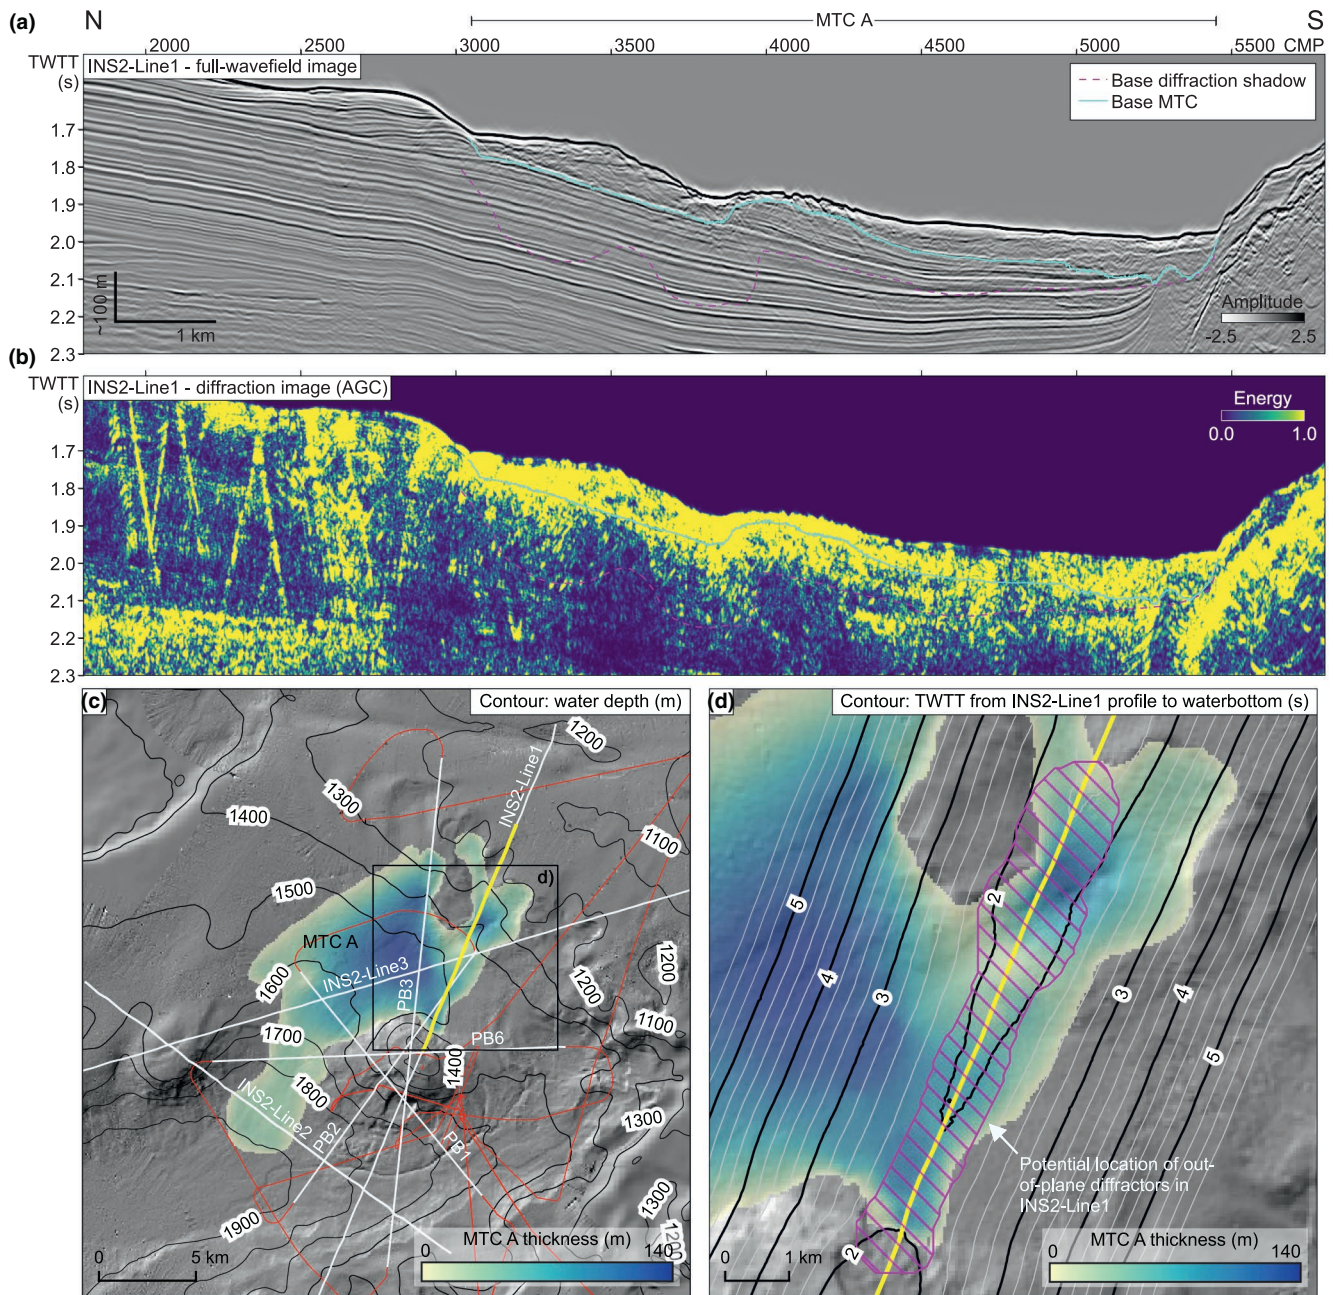 (a)
N
MTC A
S
2000 2500 3000 3500 4000 4500 5000 5500 CMP
TWTT
(s)
INS2-Line1 - full-wavefield image
Base diffraction shadow
Base MTC
1.7
1.8
1.9
2.0
2.1
2.2
2.3
~100 m
1 km
Amplitude
-2.5 2.5
(b)
TWTT
(s)
INS2-Line1 - diffraction image (AGC)
Energy
0.0 1.0
1.7
1.8
1.9
2.0
2.1
2.2
2.3
(c)
Contour: water depth (m)
1200
INS2-Line1
1300
1400
1100
1500
d)
MTC A
INS2-Line3
PB3
1200
1200
1600
1700
1100
PB6
1400
1800
INS2-Line2
PB2
PB1
1300
1300
1900
1200
0 5 km
MTC A thickness (m)
0 140
(d)
Contour: TWTT from INS2-Line1 profile to waterbottom (s)
5
4
3
2
3
4
5
2
Potential location of out-
of-plane diffractors in
INS2-Line1
0 1 km
MTC A thickness (m)
0 140